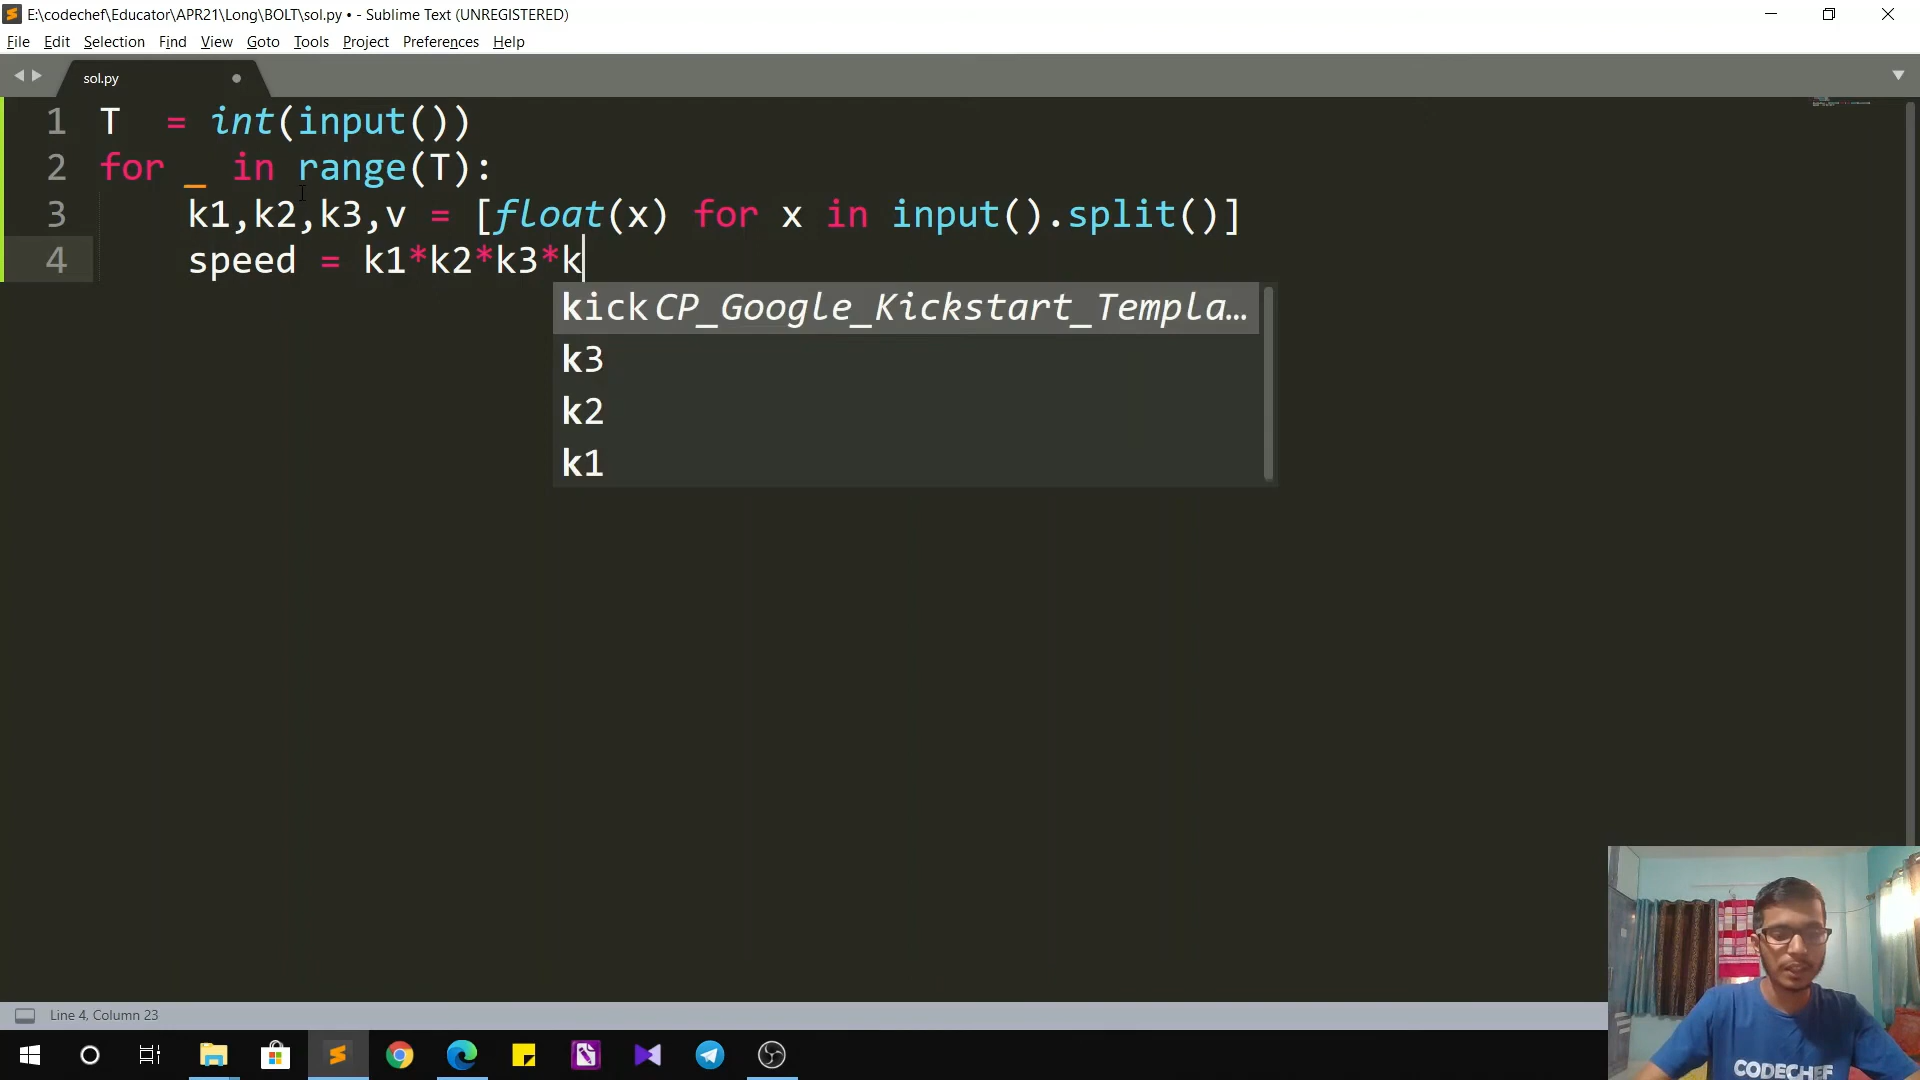 E:\codechef\Educator\APR21\Long\BOLT\sol.py • - Sublime Text (UNREGISTERED)
File Edit Selection Find View Goto Tools Project Preferences Help
sol.py
1 T  = int(input())
2 for _ in range(T):
3     k1,k2,k3,v = [float(x) for x in input().split()]
4     speed = k1*k2*k3*k
kick CP_Google_Kickstart_Templa…
k3
k2
k1
Line 4, Column 23
CODECHEF